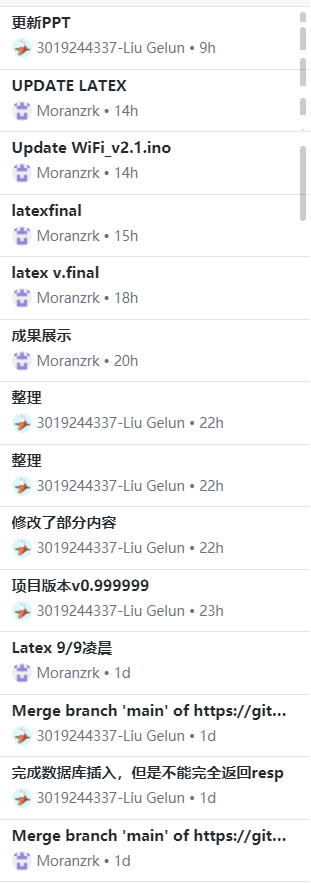 更新PPT
3019244337-Liu Gelun • 9h
UPDATE LATEX
Moranzrk • 14h
Update WiFi_v2.1.ino
Moranzrk • 14h
latexfinal
Moranzrk • 15h
latex v.final
Moranzrk • 18h
成果展示
Moranzrk • 20h
整理
3019244337-Liu Gelun • 22h
整理
3019244337-Liu Gelun • 22h
修改了部分内容
3019244337-Liu Gelun • 22h
项目版本v0.999999
3019244337-Liu Gelun • 23h
Latex 9/9凌晨
Moranzrk • 1d
Merge branch 'main' of https://git...
3019244337-Liu Gelun • 1d
完成数据库插入，但是不能完全返回resp
3019244337-Liu Gelun • 1d
Merge branch 'main' of https://git...
Moranzrk • 1d